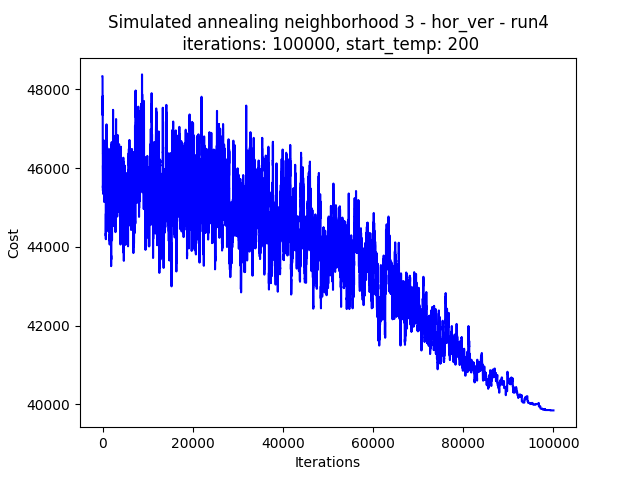 Simulated annealing neighborhood 3 - hor_ver - run4
iterations: 100000, start_temp: 200
48000
46000
44000
42000
40000
Cost
0 20000 40000 60000 80000 100000
Iterations